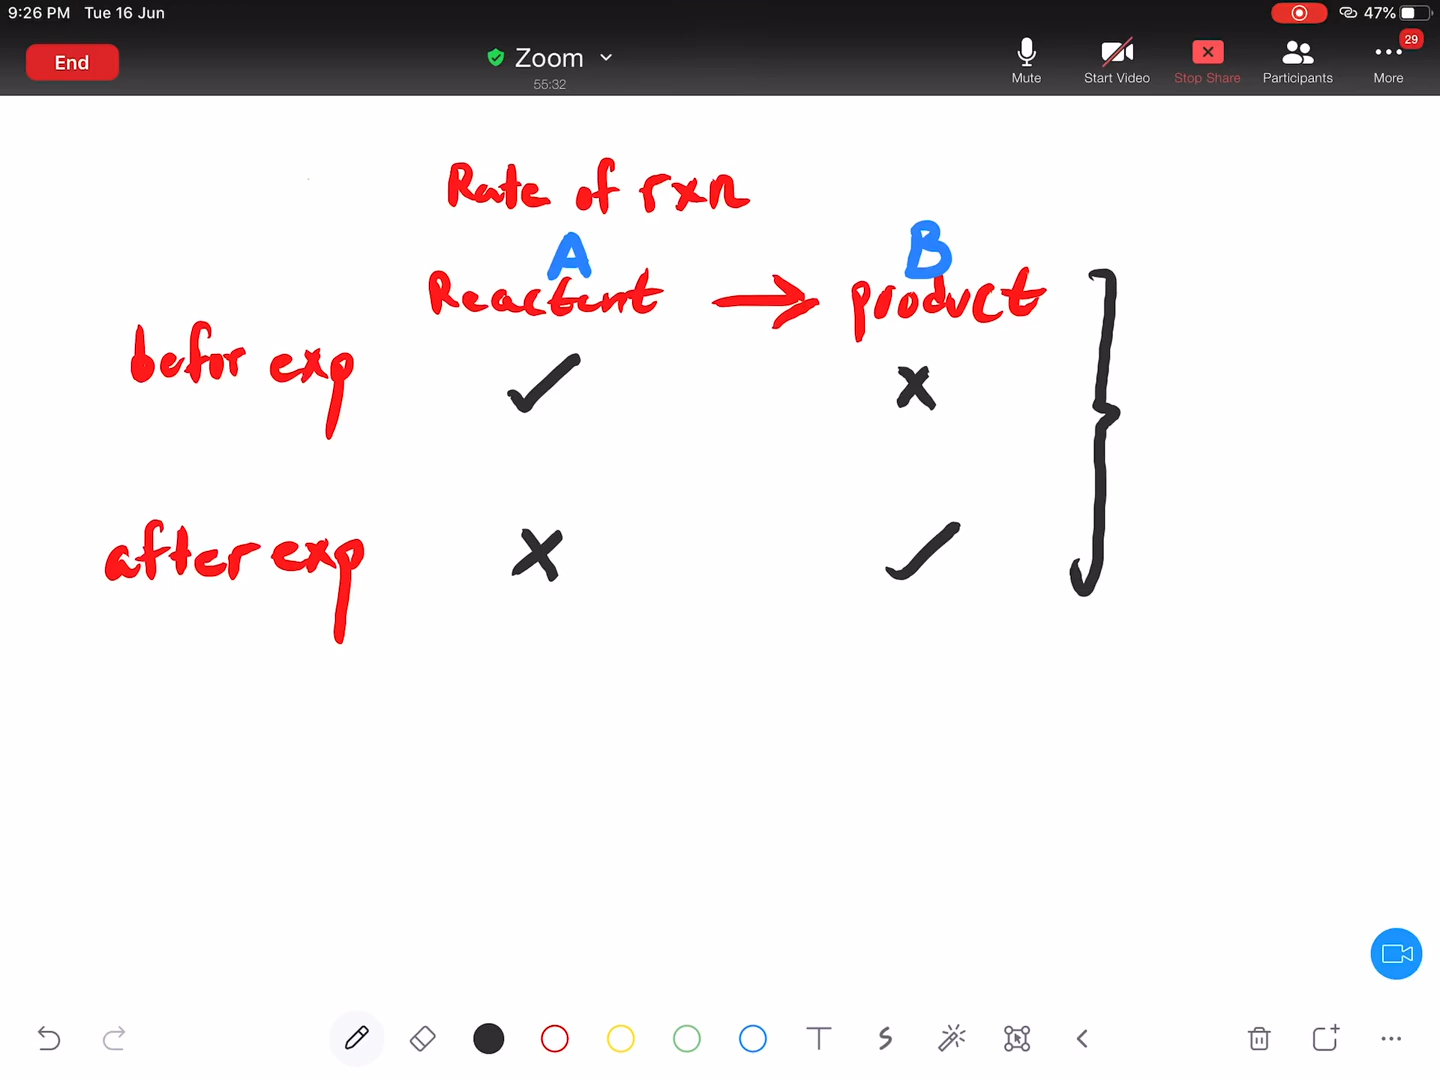 9:26 PM Tue 16 Jun
47%
End
Zoom
55:32
Mute
Start Video
Stop Share
Participants
More
29
Rate of rxn
A B
Reactant → product
befor exp ✓ x
after exp x ✓
T